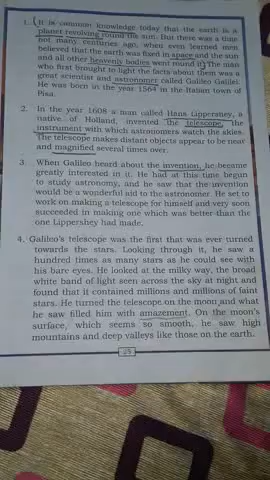 1. It is common knowledge today that the earth is a
planet revolving round the sun. But there was a time
not many centuries ago, when even learned men
believed that the earth was fixed in space and the sun
and all other heavenly bodies went round it. The man
who first brought to light the facts about them was a
great scientist and astronomer called Galileo Galilei.
He was born in the year 1564 in the Italian town of
Pisa.
2. In the year 1608 a man called Hans Lippershey, a
native of Holland, invented the telescope, the
instrument with which astronomers watch the skies.
The telescope makes distant objects appear to be near
and magnified several times over.
3. When Galileo heard about the invention, he became
greatly interested in it. He had at this time begun
to study astronomy, and he saw that the invention
would be a wonderful aid to the astronomer. He set to
work on making a telescope for himself and very soon
succeeded in making one which was better than the
one Lippershey had made.
4. Galileo's telescope was the first that was ever turned
towards the stars. Looking through it, he saw a
hundred times as many stars as he could see with
his bare eyes. He looked at the milky way, the broad
white band of light seen across the sky at night and
found that it contained millions and millions of faint
stars. He turned the telescope on the moon and what
he saw filled him with amazement. On the moon's
surface, which seems so smooth, he saw high
mountains and deep valleys like those on the earth.
25